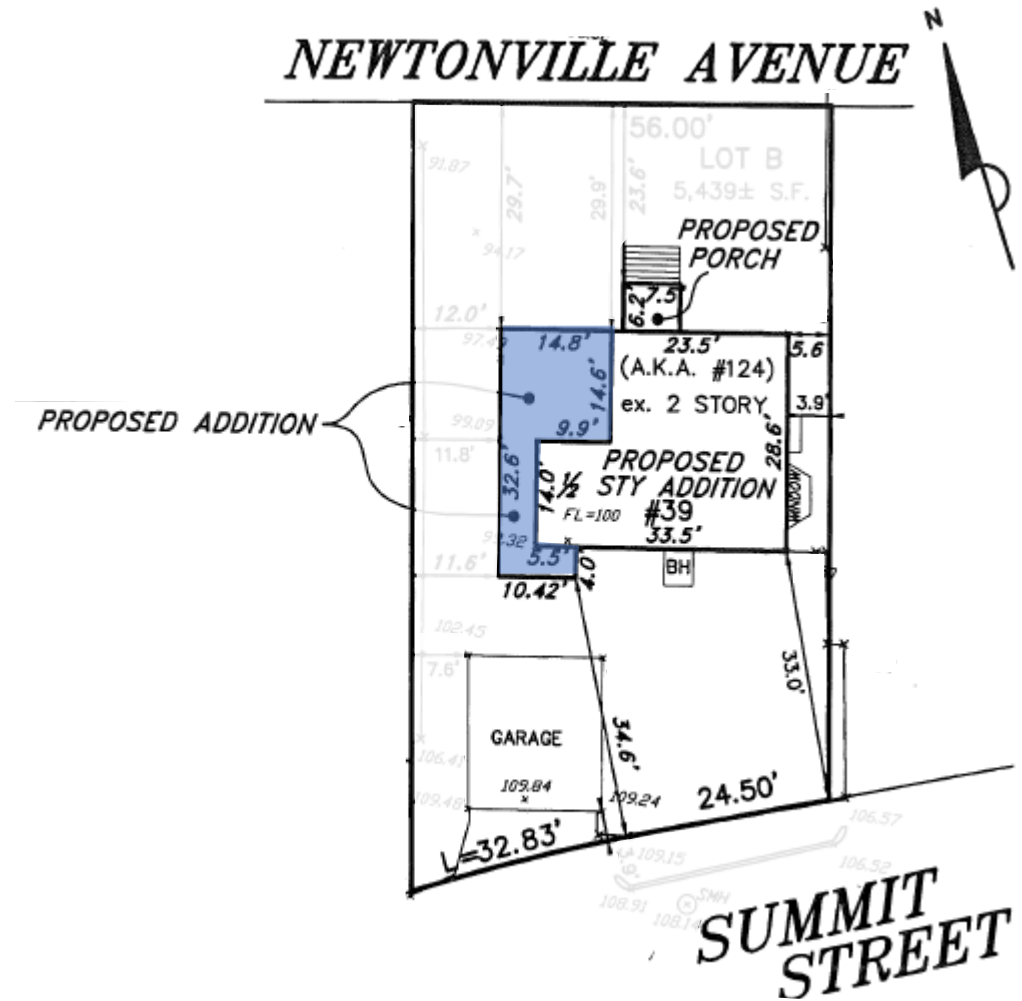 NEWTONVILLE AVENUE
N
56.00'
LOT B
5,439± S.F.
91.87
29.7'
29.9'
23.6'
94.17
PROPOSED
PORCH
6.2'
7.5'
12.0'
14.8'
23.5'
5.6
(A.K.A. #124)
ex. 2 STORY
14.6'
3.9'
PROPOSED ADDITION
99.09
9.9'
11.8'
28.6'
32.6'
14.0'
PROPOSED
½ STY ADDITION
#39
FL=100
33.5'
WINDOW
5.5'
4.0'
BH
11.6'
10.42'
102.45
7.6'
33.0'
34.6'
GARAGE
106.41
109.84
109.48
109.24
24.50'
L=32.83'
106.57
109.15
106.52
108.91
SMH
108.14
SUMMIT
STREET